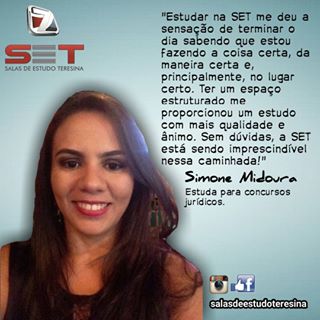 "Estudar na SET me deu a
sensação de terminar o
dia sabendo que estou
fazendo a coisa certa, da
maneira certa e,
principalmente, no lugar
certo. Ter um espaço
estruturado me
proporcionou um estudo
com mais qualidade e
ânimo. Sem dúvidas, a SET
está sendo imprescindível
nessa caminhada!"
Simone Midoura
Estuda para concursos
jurídicos.
SET
SALAS DE ESTUDO TERESINA
salasdeestudoteresina